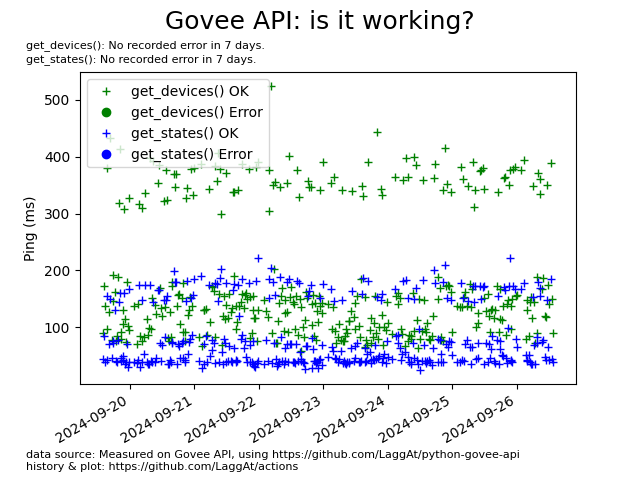 Govee API: is it working?
get_devices(): No recorded error in 7 days.
get_states(): No recorded error in 7 days.
get_devices() OK
get_devices() Error
get_states() OK
get_states() Error
Ping (ms)
500
400
300
200
100
2024-09-20
2024-09-21
2024-09-22
2024-09-23
2024-09-24
2024-09-25
2024-09-26
data source: Measured on Govee API, using https://github.com/LaggAt/python-govee-api
history & plot: https://github.com/LaggAt/actions